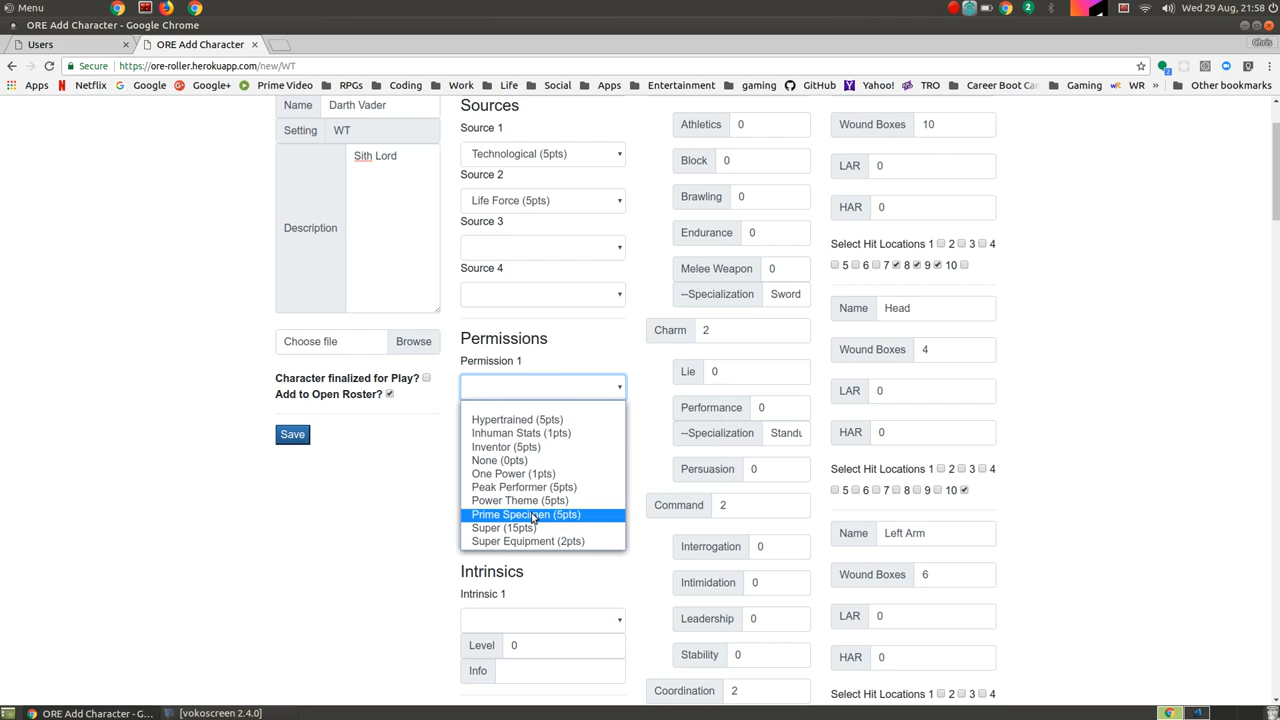 Menu
Wed 29 Aug, 21:58
ORE Add Character - Google Chrome
Users
ORE Add Character
Chris
Secure https://ore-roller.herokuapp.com/new/WT
Apps Netflix Google Google+ Prime Video RPGs Coding Work Life Social Apps Entertainment gaming GitHub Yahoo! TRO Career Boot Car Gaming WR » Other bookmarks
Name Darth Vader
Setting WT
Description Sith Lord
Choose file Browse
Character finalized for Play?
Add to Open Roster?
Save
Sources
Source 1
Technological (5pts)
Source 2
Life Force (5pts)
Source 3
Source 4
Permissions
Permission 1
Hypertrained (5pts)
Inhuman Stats (1pts)
Inventor (5pts)
None (0pts)
One Power (1pts)
Peak Performer (5pts)
Power Theme (5pts)
Prime Specimen (5pts)
Super (15pts)
Super Equipment (2pts)
Intrinsics
Intrinsic 1
Level 0
Info
Athletics 0
Block 0
Brawling 0
Endurance 0
Melee Weapon 0
--Specialization Sword
Charm 2
Lie 0
Performance 0
--Specialization Standu
Persuasion 0
Command 2
Interrogation 0
Intimidation 0
Leadership 0
Stability 0
Coordination 2
Wound Boxes 10
LAR 0
HAR 0
Select Hit Locations 1 2 3 4
5 6 7 8 9 10
Name Head
Wound Boxes 4
LAR 0
HAR 0
Select Hit Locations 1 2 3 4
5 6 7 8 9 10
Name Left Arm
Wound Boxes 6
LAR 0
HAR 0
Select Hit Locations 1 2 3 4
ORE Add Character - G...
[vokoscreen 2.4.0]